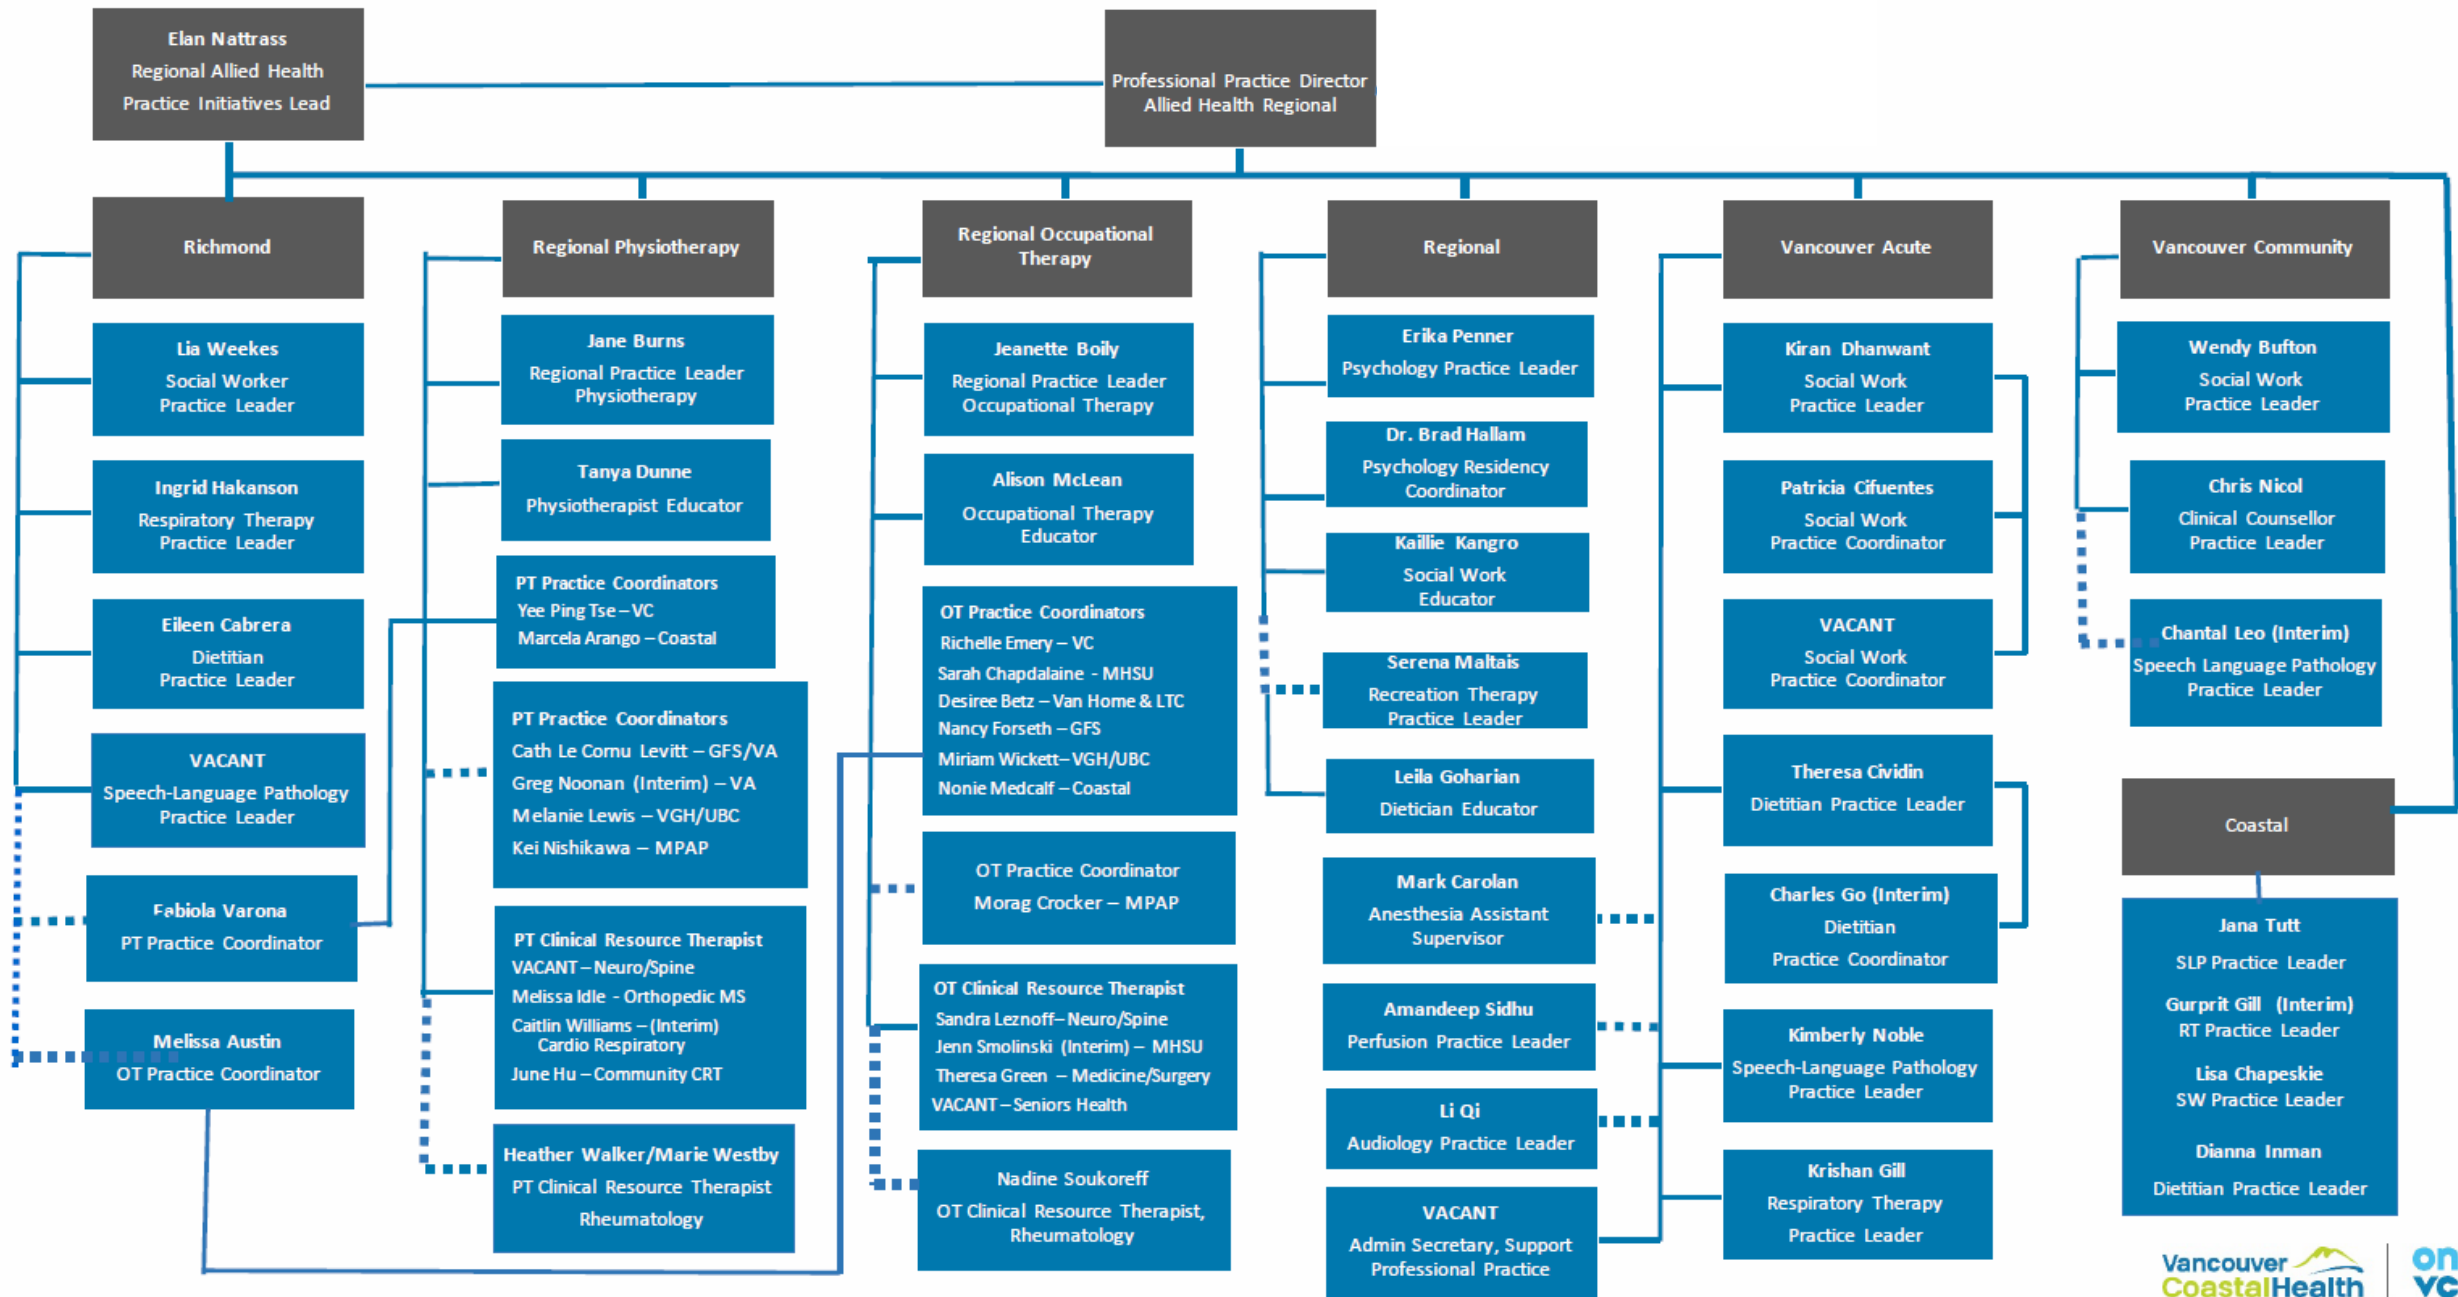 Elan Nattrass
Regional Allied Health
Practice Initiatives Lead
Professional Practice Director
Allied Health Regional
Richmond
Lia Weekes
Social Worker
Practice Leader
Ingrid Hakanson
Respiratory Therapy
Practice Leader
Eileen Cabrera
Dietitian
Practice Leader
VACANT
Speech-Language Pathology
Practice Leader
Fabiola Varona
PT Practice Coordinator
Melissa Austin
OT Practice Coordinator
Regional Physiotherapy
Jane Burns
Regional Practice Leader
Physiotherapy
Tanya Dunne
Physiotherapist Educator
PT Practice Coordinators
Yee Ping Tse – VC
Marcela Arango – Coastal
PT Practice Coordinators
Cath Le Cornu Levitt – GFS/VA
Greg Noonan (Interim) – VA
Melanie Lewis – VGH/UBC
Kei Nishikawa – MPAP
PT Clinical Resource Therapist
VACANT – Neuro/Spine
Melissa Idle - Orthopedic MS
Caitlin Williams – (Interim)
Cardio Respiratory
June Hu – Community CRT
Heather Walker/Marie Westby
PT Clinical Resource Therapist
Rheumatology
Regional Occupational
Therapy
Jeanette Boily
Regional Practice Leader
Occupational Therapy
Alison McLean
Occupational Therapy
Educator
OT Practice Coordinators
Richelle Emery – VC
Sarah Chapdalaine - MHSU
Desiree Betz – Van Home & LTC
Nancy Forseth – GFS
Miriam Wickett– VGH/UBC
Nonie Medcalf – Coastal
OT Practice Coordinator
Morag Crocker – MPAP
OT Clinical Resource Therapist
Sandra Leznoff– Neuro/Spine
Jenn Smolinski (Interim) – MHSU
Theresa Green – Medicine/Surgery
VACANT – Seniors Health
Nadine Soukoreff
OT Clinical Resource Therapist,
Rheumatology
Regional
Erika Penner
Psychology Practice Leader
Dr. Brad Hallam
Psychology Residency
Coordinator
Kaillie Kangro
Social Work
Educator
Serena Maltais
Recreation Therapy
Practice Leader
Leila Goharian
Dietician Educator
Mark Carolan
Anesthesia Assistant
Supervisor
Amandeep Sidhu
Perfusion Practice Leader
Li Qi
Audiology Practice Leader
VACANT
Admin Secretary, Support
Professional Practice
Vancouver Acute
Kiran Dhanwant
Social Work
Practice Leader
Patricia Cifuentes
Social Work
Practice Coordinator
VACANT
Social Work
Practice Coordinator
Theresa Cividin
Dietitian Practice Leader
Charles Go (Interim)
Dietitian
Practice Coordinator
Kimberly Noble
Speech-Language Pathology
Practice Leader
Krishan Gill
Respiratory Therapy
Practice Leader
Vancouver Community
Wendy Bufton
Social Work
Practice Leader
Chris Nicol
Clinical Counsellor
Practice Leader
Chantal Leo (Interim)
Speech Language Pathology
Practice Leader
Coastal
Jana Tutt
SLP Practice Leader
Gurprit Gill (Interim)
RT Practice Leader
Lisa Chapeskie
SW Practice Leader
Dianna Inman
Dietitian Practice Leader
Vancouver
CoastalHealth
on
vc